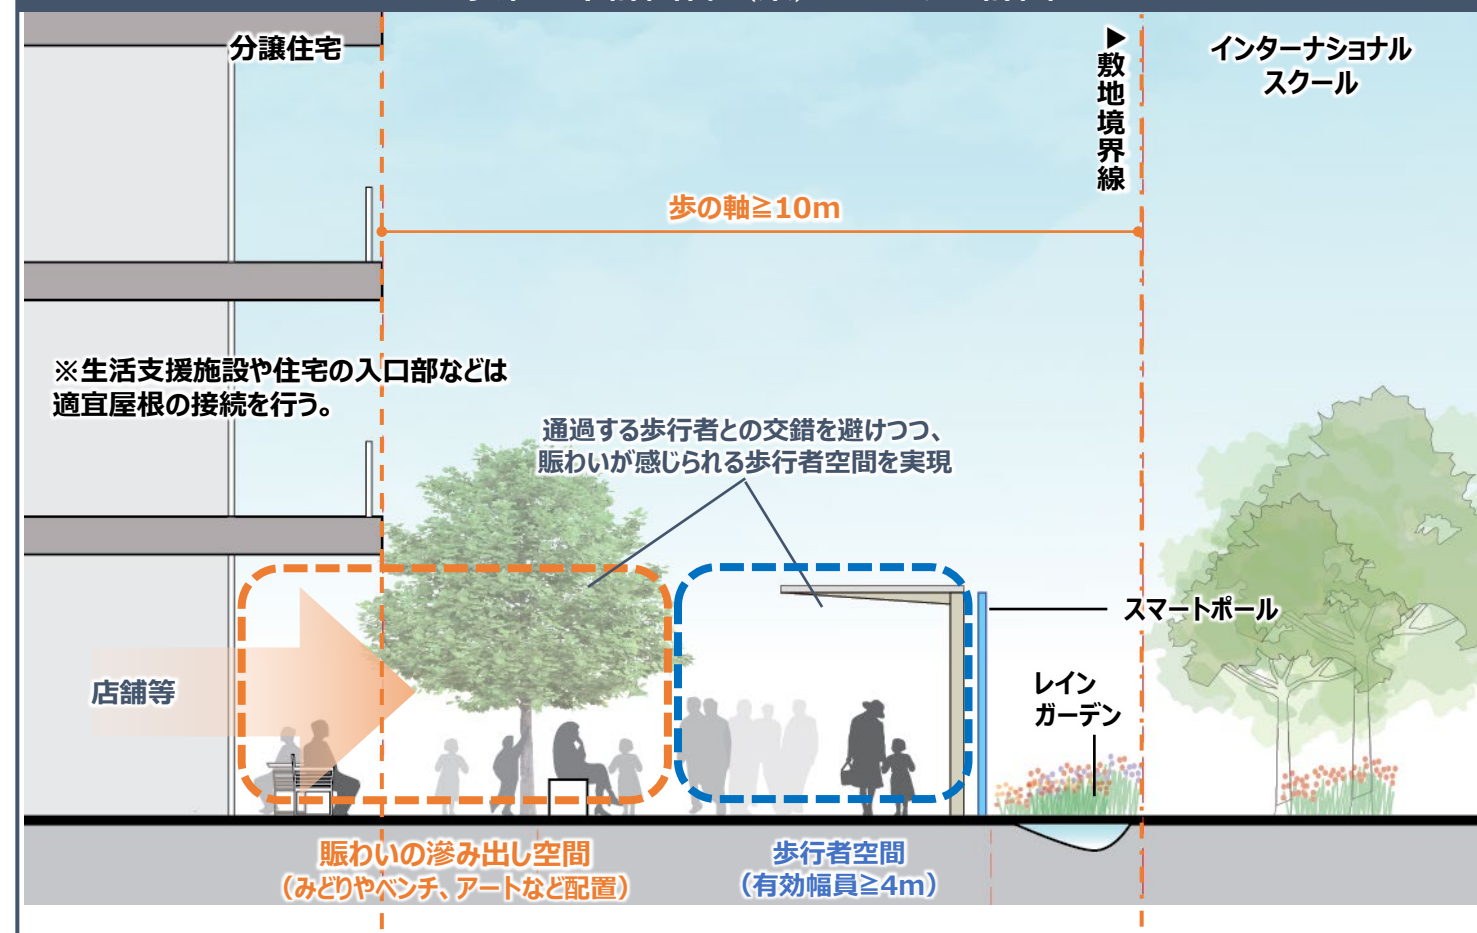 分譲住宅
▶敷地境界線
インターナショナル
スクール
歩の軸≧10m
※生活支援施設や住宅の入口部などは
適宜屋根の接続を行う。
通過する歩行者との交錯を避けつつ、
賑わいが感じられる歩行者空間を実現
スマートポール
店舗等
レイン
ガーデン
賑わいの滲み出し空間
（みどりやベンチ、アートなど配置）
歩行者空間
（有効幅員≧4m）